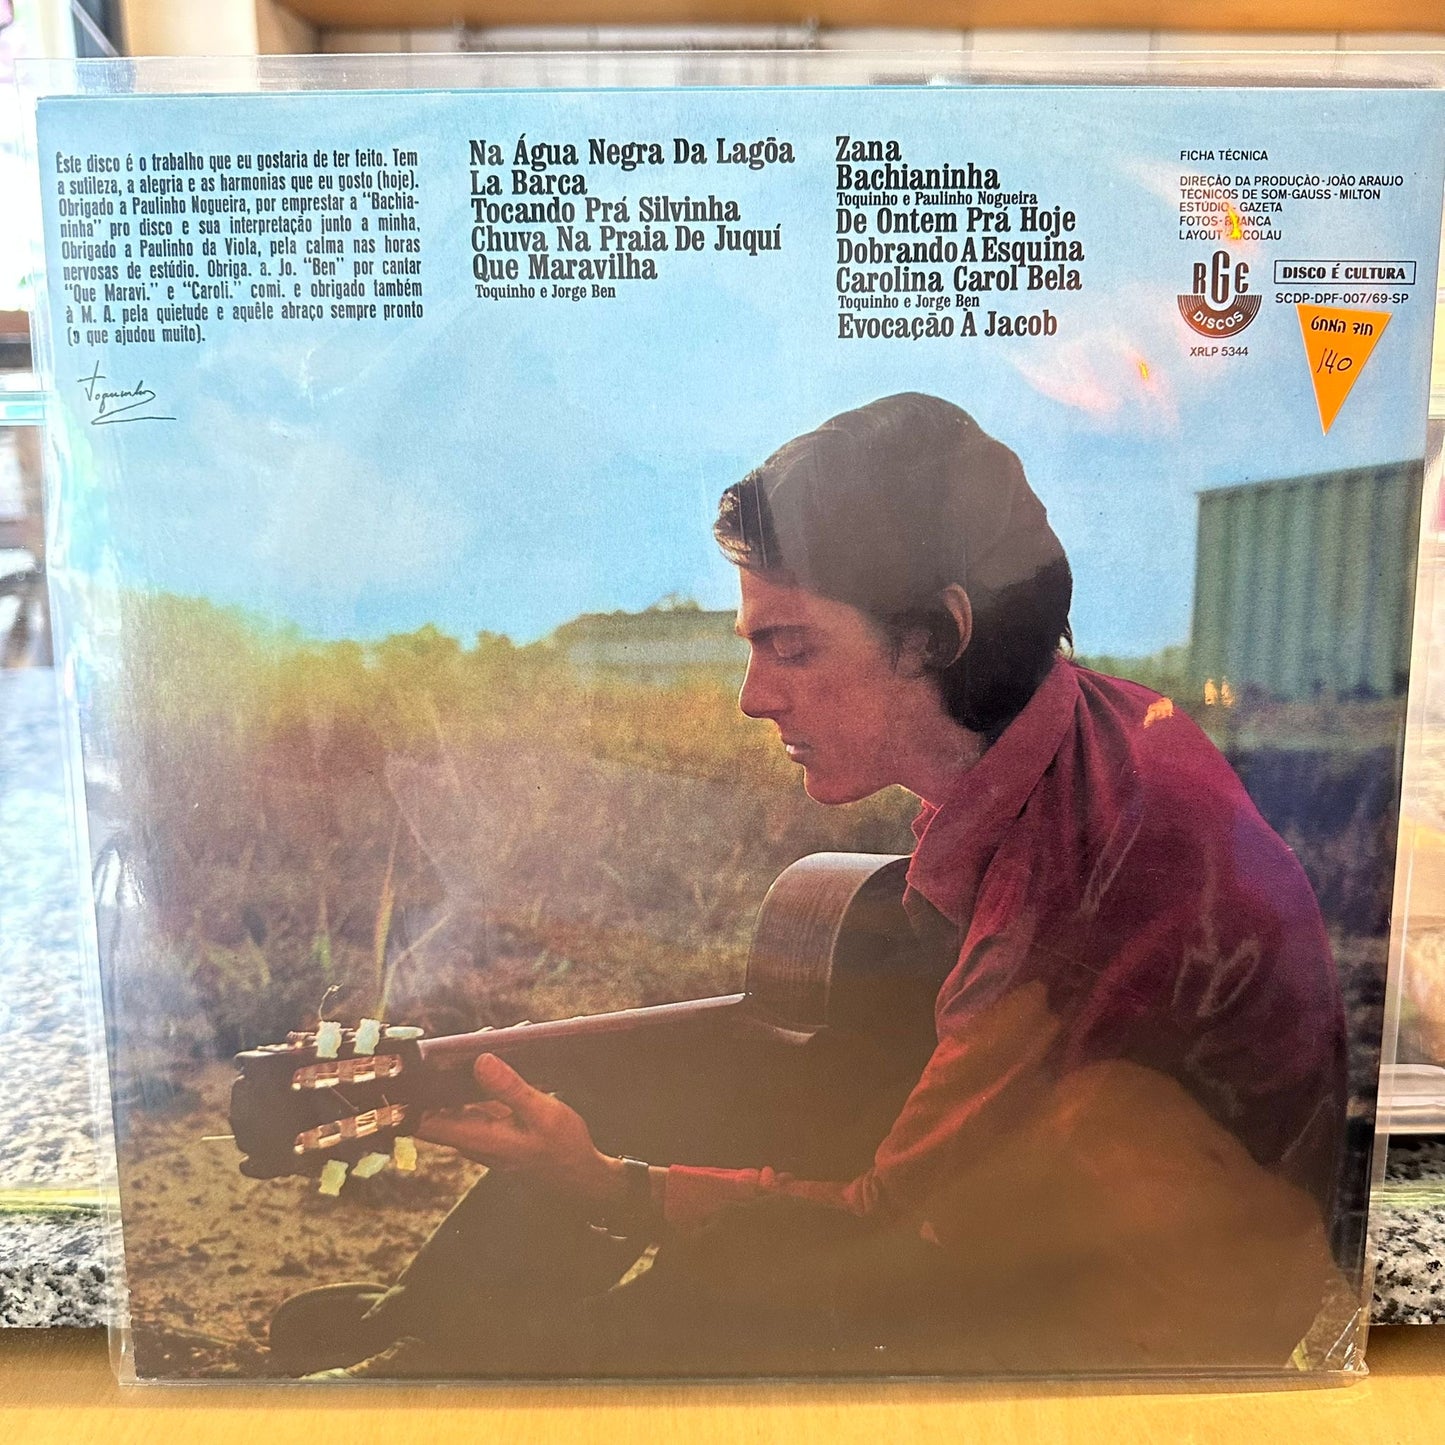 Êste disco é o trabalho que eu gostaria de ter feito. Tem
a sutileza, a alegria e as harmonias que eu gosto (hoje).
Obrigado a Paulinho Nogueira, por emprestar a “Bachia-
ninha” pro disco e sua interpretação junto a minha,
Obrigado a Paulinho da Viola, pela calma nas horas
nervosas de estúdio. Obriga. a. Jo. “Ben” por cantar
“Que Maravi.” e “Caroli.” comi. e obrigado também
à M. A. pela quietude e aquêle abraço sempre pronto
(o que ajudou muito).
Toquinho
Na Água Negra Da Lagôa
La Barca
Tocando Prá Silvinha
Chuva Na Praia De Juquí
Que Maravilha
Toquinho e Jorge Ben
Zana
Bachianinha
Toquinho e Paulinho Nogueira
De Ontem Prá Hoje
Dobrando A Esquina
Carolina Carol Bela
Toquinho e Jorge Ben
Evocação À Jacob
FICHA TÉCNICA
DIREÇÃO DA PRODUÇÃO-JOÃO ARAUJO
TÉCNICOS DE SOM-GAUSS-MILTON
ESTÚDIO - GAZETA
FOTOS-BIANCA
LAYOUT - NICOLAU
RGE
DISCOS
XRLP 5344
DISCO É CULTURA
SCDP-DPF-007/69-SP
חור האחט
140